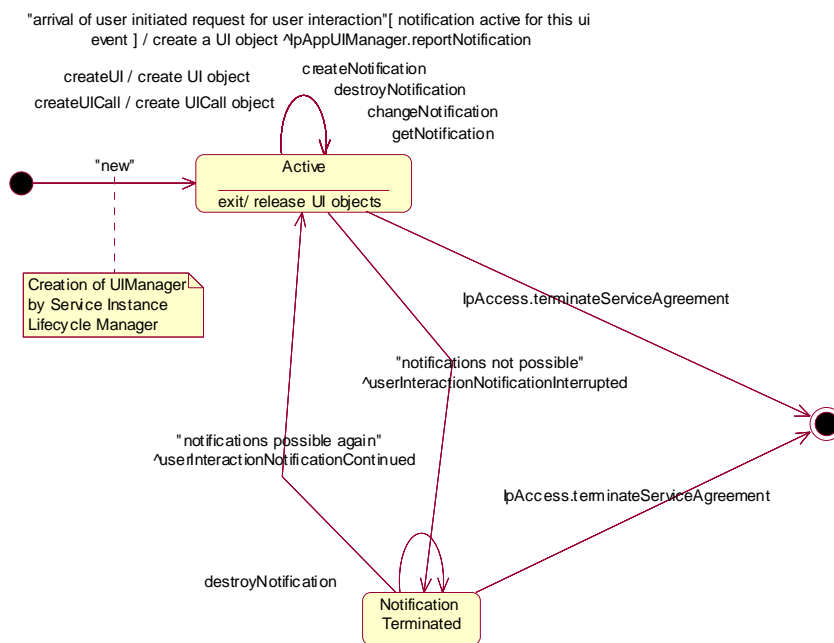 "arrival of user initiated request for user interaction"[ notification active for this ui
event ] / create a UI object ^IpAppUIManager.reportNotification
createUI / create UI object
createUICall / create UICall object
createNotification
destroyNotification
changeNotification
getNotification
"new"
Active
exit/ release UI objects
Creation of UIManager
by Service Instance
Lifecycle Manager
IpAccess.terminateServiceAgreement
"notifications not possible"
^userInteractionNotificationInterrupted
"notifications possible again"
^userInteractionNotificationContinued
IpAccess.terminateServiceAgreement
destroyNotification
Notification
Terminated